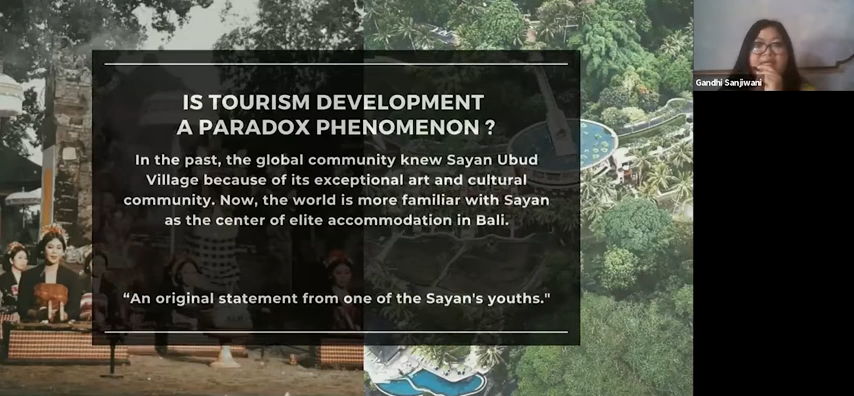 IS TOURISM DEVELOPMENT
A PARADOX PHENOMENON ?
In the past, the global community knew Sayan Ubud
Village because of its exceptional art and cultural
community. Now, the world is more familiar with Sayan
as the center of elite accommodation in Bali.
“An original statement from one of the Sayan's youths."
Gandhi Sanjiwani